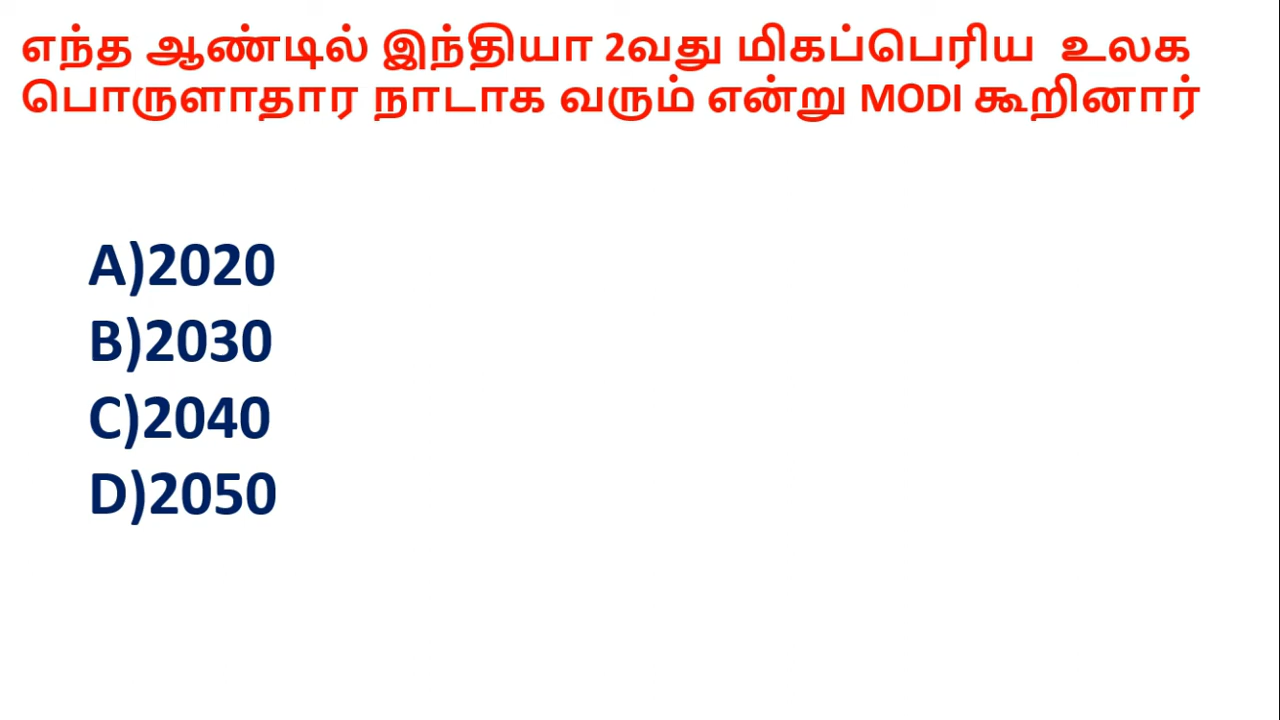 எந்த ஆண்டில் இந்தியா 2வது மிகப்பெரிய உலக
பொருளாதார நாடாக வரும் என்று MODI கூறினார்
A)2020
B)2030
C)2040
D)2050